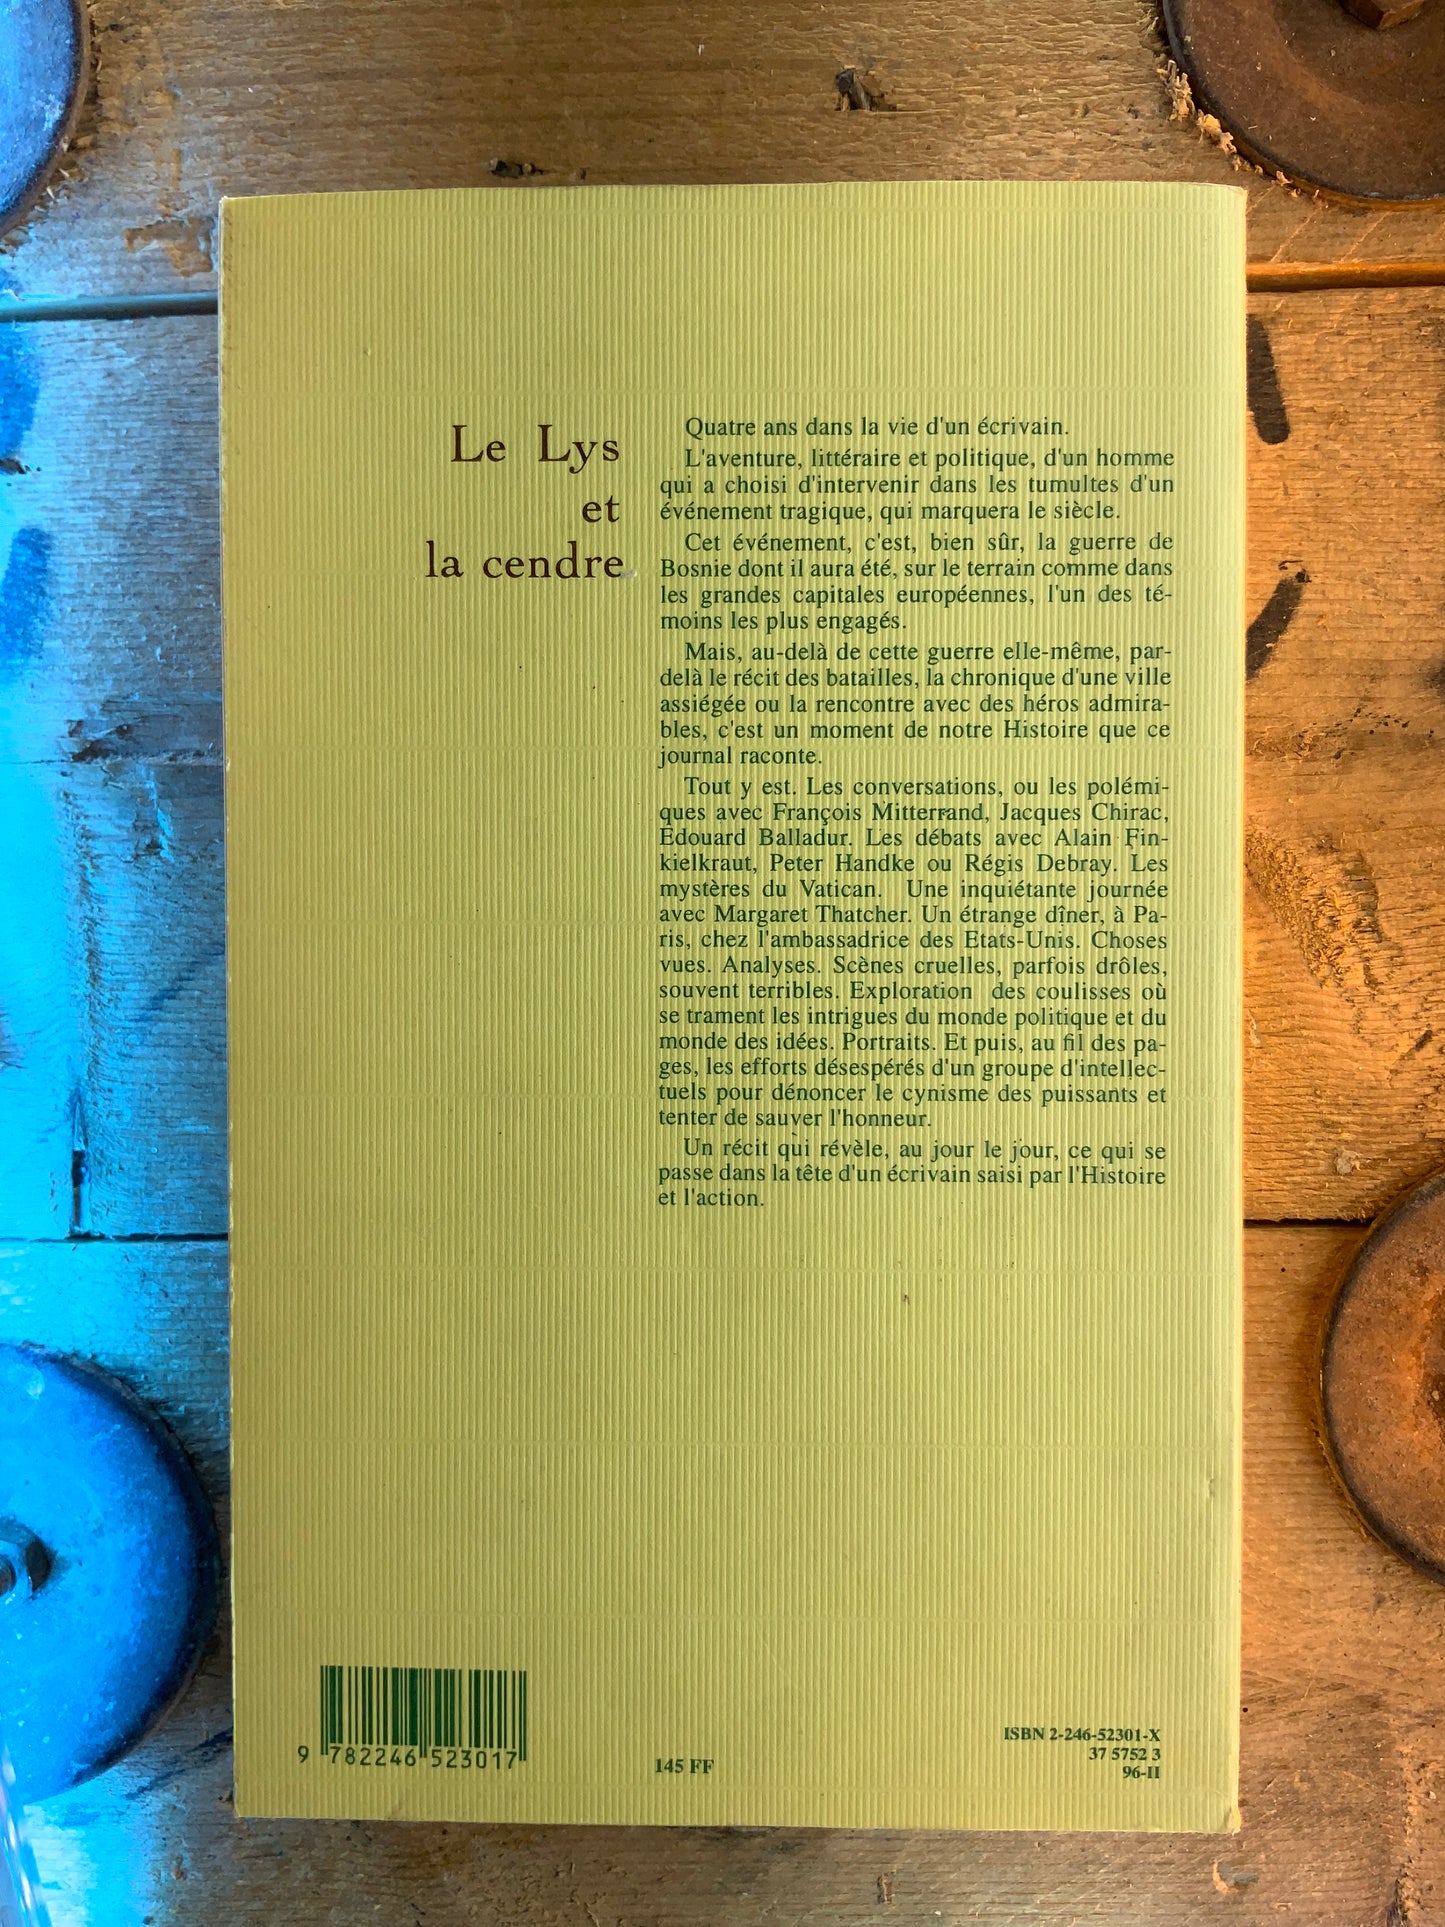 Le Lys
et
la cendre
Quatre ans dans la vie d'un écrivain.
L'aventure, littéraire et politique, d'un homme
qui a choisi d'intervenir dans les tumultes d'un
événement tragique, qui marquera le siècle.
Cet événement, c'est, bien sûr, la guerre de
Bosnie dont il aura été, sur le terrain comme dans
les grandes capitales européennes, l'un des té-
moins les plus engagés.
Mais, au-delà de cette guerre elle-même, par-
delà le récit des batailles, la chronique d'une ville
assiégée ou la rencontre avec des héros admira-
bles, c'est un moment de notre Histoire que ce
journal raconte.
Tout y est. Les conversations, ou les polémi-
ques avec François Mitterrand, Jacques Chirac,
Edouard Balladur. Les débats avec Alain Fin-
kielkraut, Peter Handke ou Régis Debray. Les
mystères du Vatican. Une inquiétante journée
avec Margaret Thatcher. Un étrange dîner, à Pa-
ris, chez l'ambassadrice des Etats-Unis. Choses
vues. Analyses. Scènes cruelles, parfois drôles,
souvent terribles. Exploration des coulisses où
se trament les intrigues du monde politique et du
monde des idées. Portraits. Et puis, au fil des pa-
ges, les efforts désespérés d'un groupe d'intellec-
tuels pour dénoncer le cynisme des puissants et
tenter de sauver l'honneur.
Un récit qui révèle, au jour le jour, ce qui se
passe dans la tête d'un écrivain saisi par l'Histoire
et l'action.
9 782246 523017
145 FF
ISBN 2-246-52301-X
37 5752 3
96-II